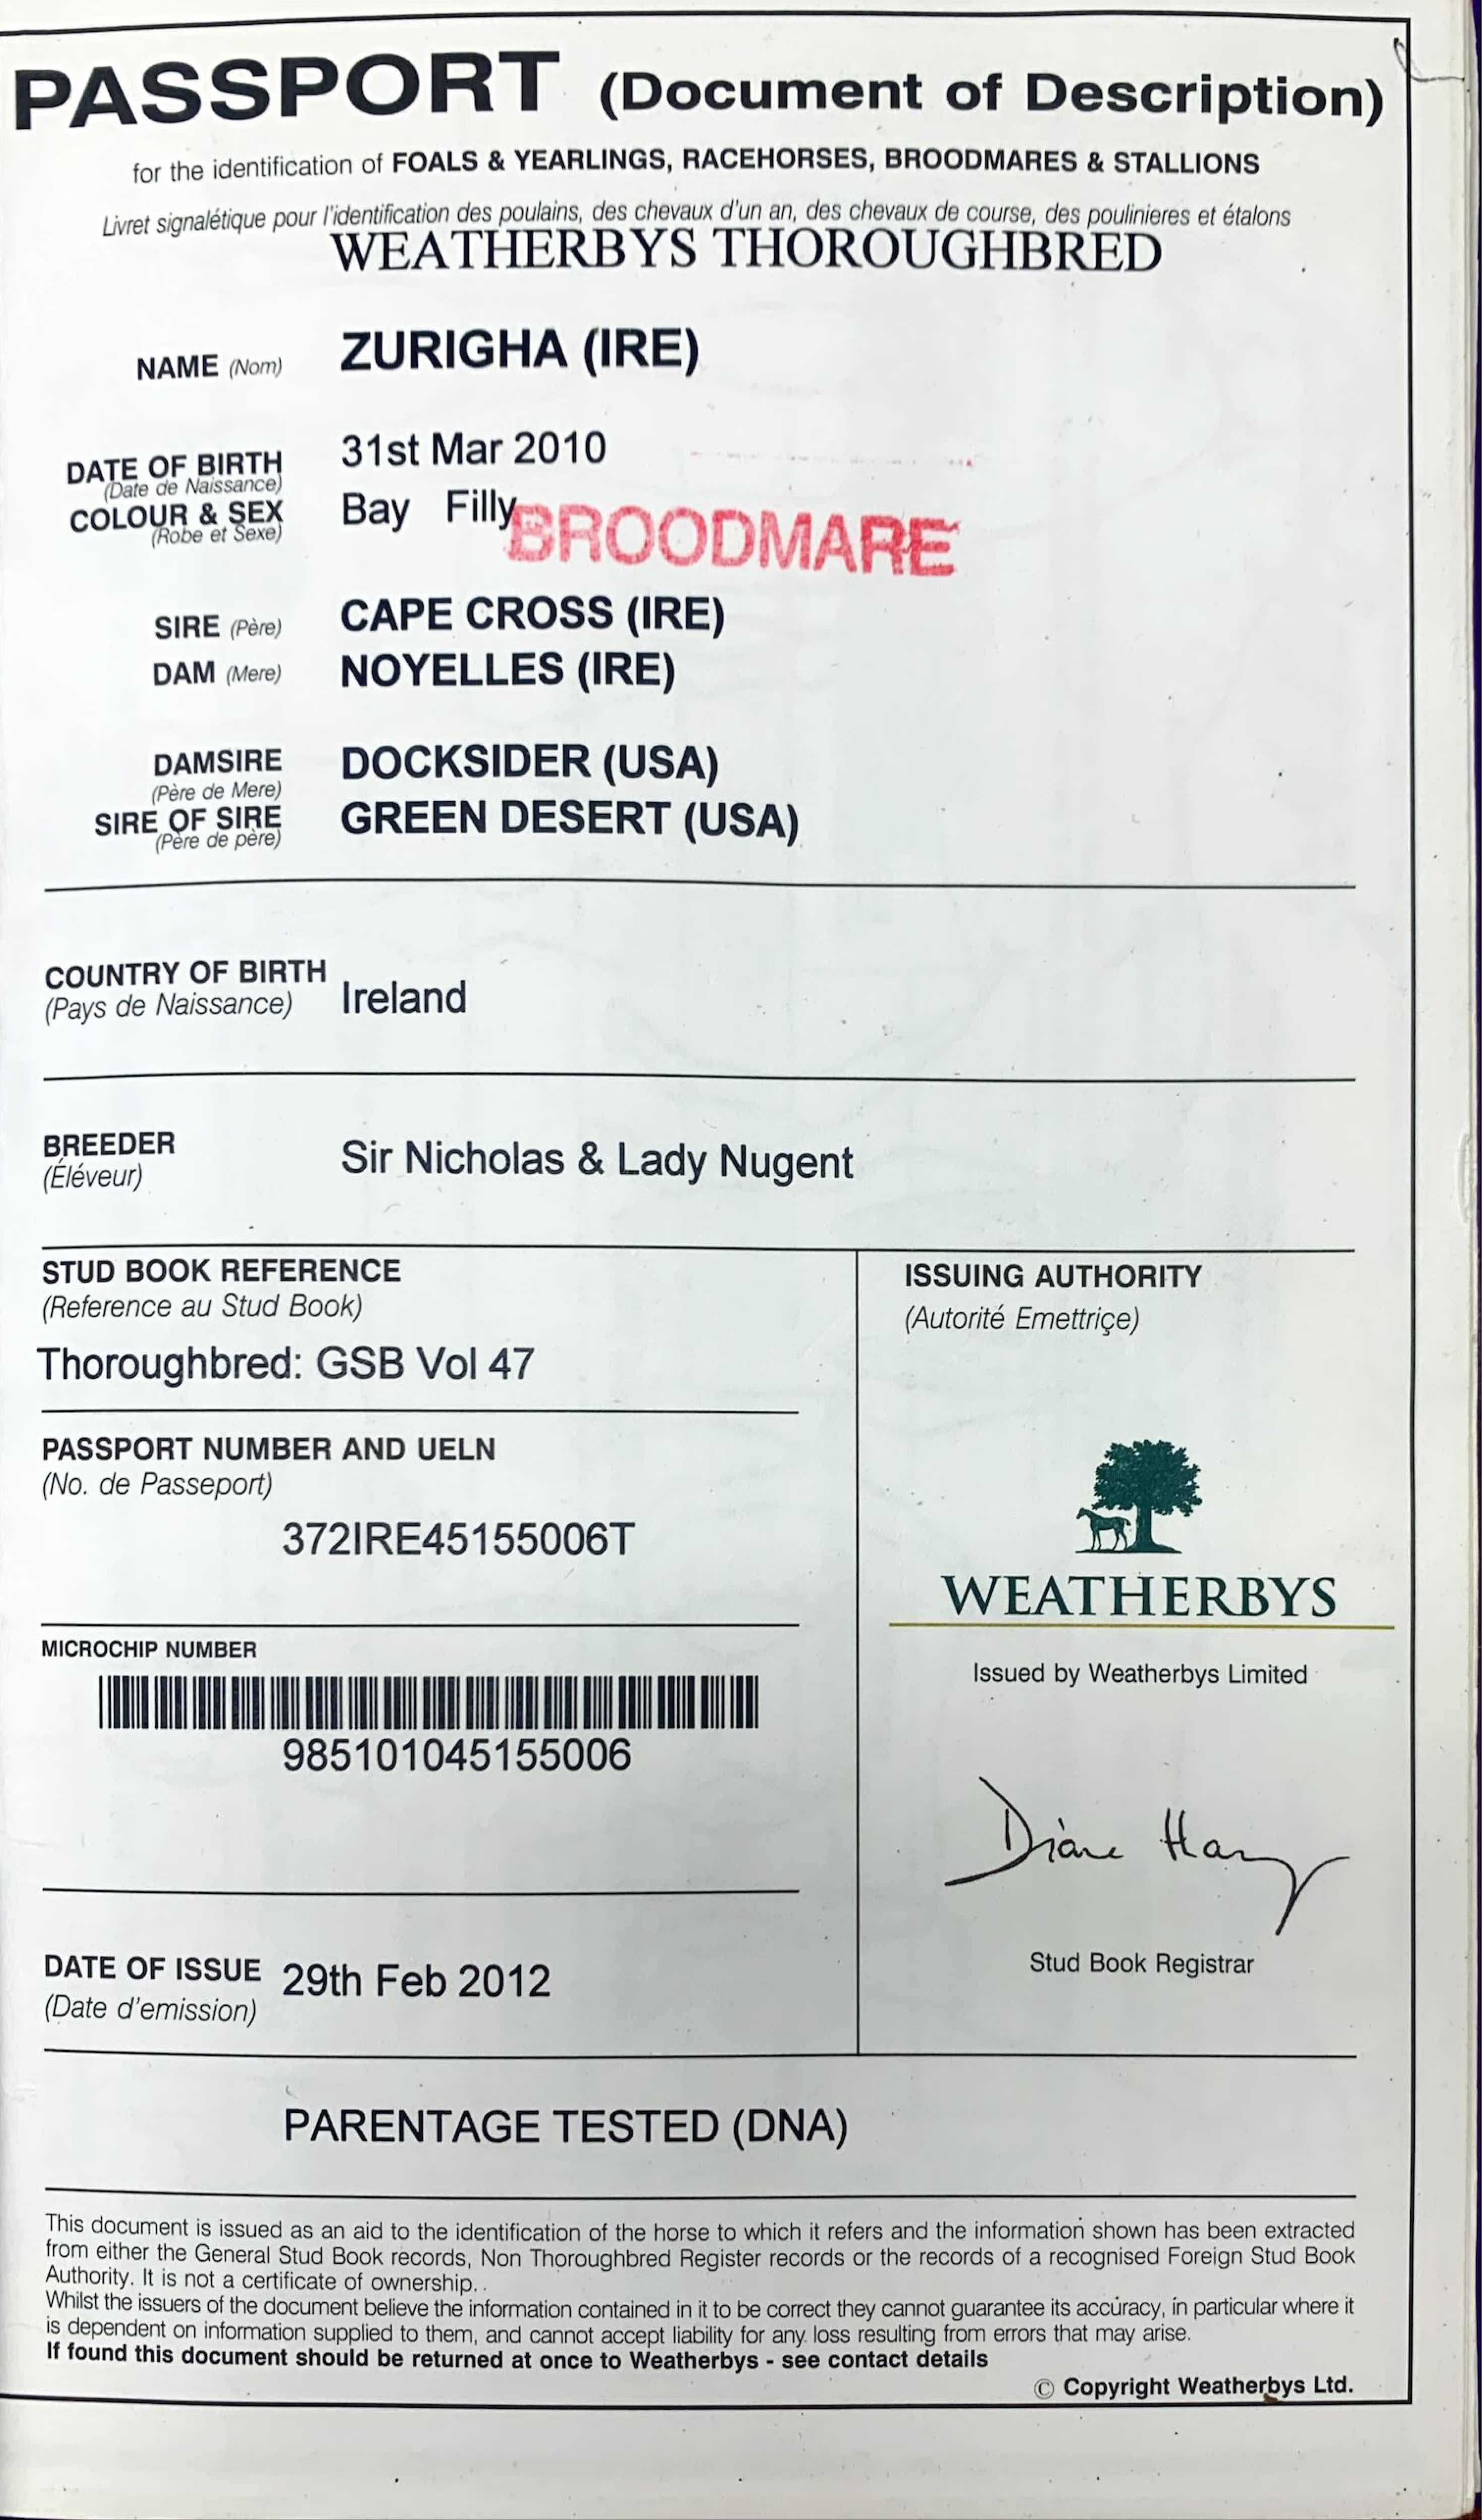 PASSPORT (Document of Description)
for the identification of FOALS & YEARLINGS, RACEHORSES, BROODMARES & STALLIONS
Livret signalétique pour l'identification des poulains, des chevaux d'un an, des chevaux de course, des poulinieres et étalons
WEATHERBYS THOROUGHBRED
NAME (Nom) ZURIGHA (IRE)
DATE OF BIRTH 31st Mar 2010
(Date de Naissance)
COLOUR & SEX Bay Filly BROODMARE
(Robe et Sexe)
SIRE (Père) CAPE CROSS (IRE)
DAM (Mere) NOYELLES (IRE)
DAMSIRE DOCKSIDER (USA)
(Père de Mere)
SIRE OF SIRE GREEN DESERT (USA)
(Père de père)
COUNTRY OF BIRTH
(Pays de Naissance) Ireland
BREEDER Sir Nicholas & Lady Nugent
(Éléveur)
STUD BOOK REFERENCE
(Reference au Stud Book)
Thoroughbred: GSB Vol 47
PASSPORT NUMBER AND UELN
(No. de Passeport)
372IRE45155006T
MICROCHIP NUMBER
985101045155006
DATE OF ISSUE 29th Feb 2012
(Date d'emission)
ISSUING AUTHORITY
(Autorité Emettriçe)
WEATHERBYS
Issued by Weatherbys Limited
Diane
Stud Book Registrar
PARENTAGE TESTED (DNA)
This document is issued as an aid to the identification of the horse to which it refers and the information shown has been extracted
from either the General Stud Book records, Non Thoroughbred Register records or the records of a recognised Foreign Stud Book
Authority. It is not a certificate of ownership.
Whilst the issuers of the document believe the information contained in it to be correct they cannot guarantee its accuracy, in particular where it
is dependent on information supplied to them, and cannot accept liability for any loss resulting from errors that may arise.
If found this document should be returned at once to Weatherbys - see contact details
© Copyright Weatherbys Ltd.